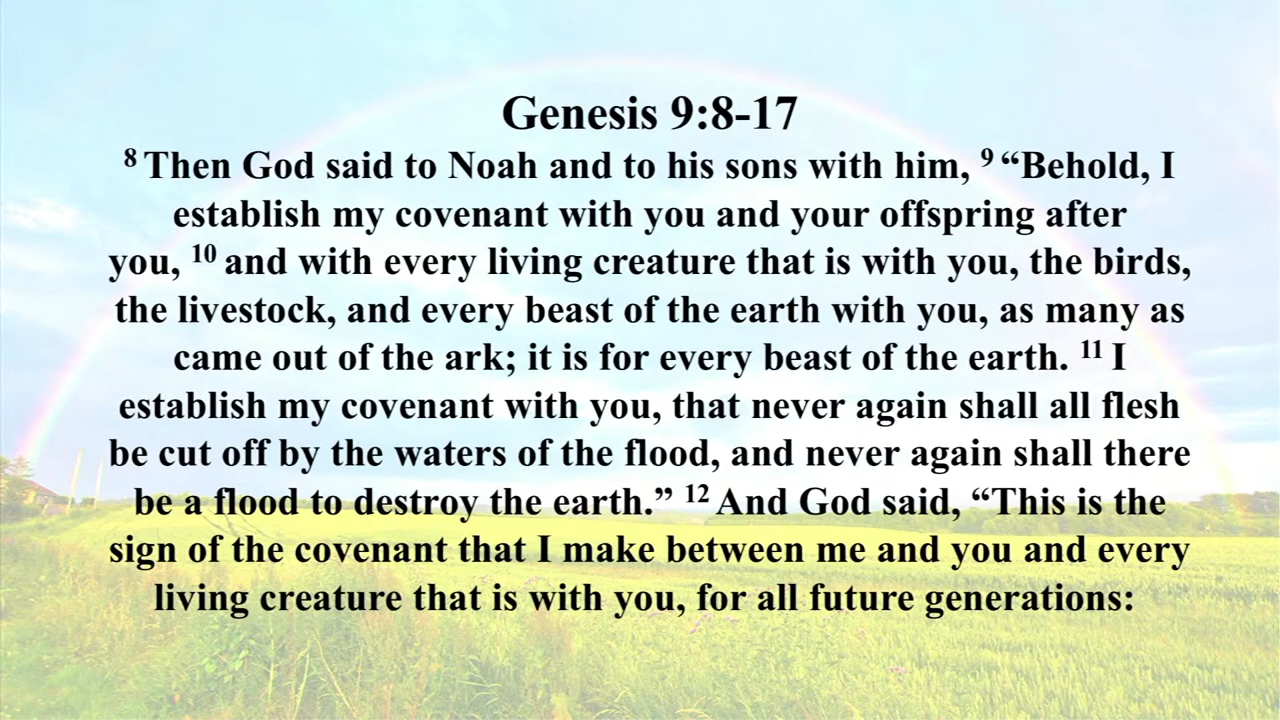 Genesis 9:8-17
8 Then God said to Noah and to his sons with him, 9 “Behold, I
establish my covenant with you and your offspring after
you, 10 and with every living creature that is with you, the birds,
the livestock, and every beast of the earth with you, as many as
came out of the ark; it is for every beast of the earth. 11 I
establish my covenant with you, that never again shall all flesh
be cut off by the waters of the flood, and never again shall there
be a flood to destroy the earth.” 12 And God said, “This is the
sign of the covenant that I make between me and you and every
living creature that is with you, for all future generations: